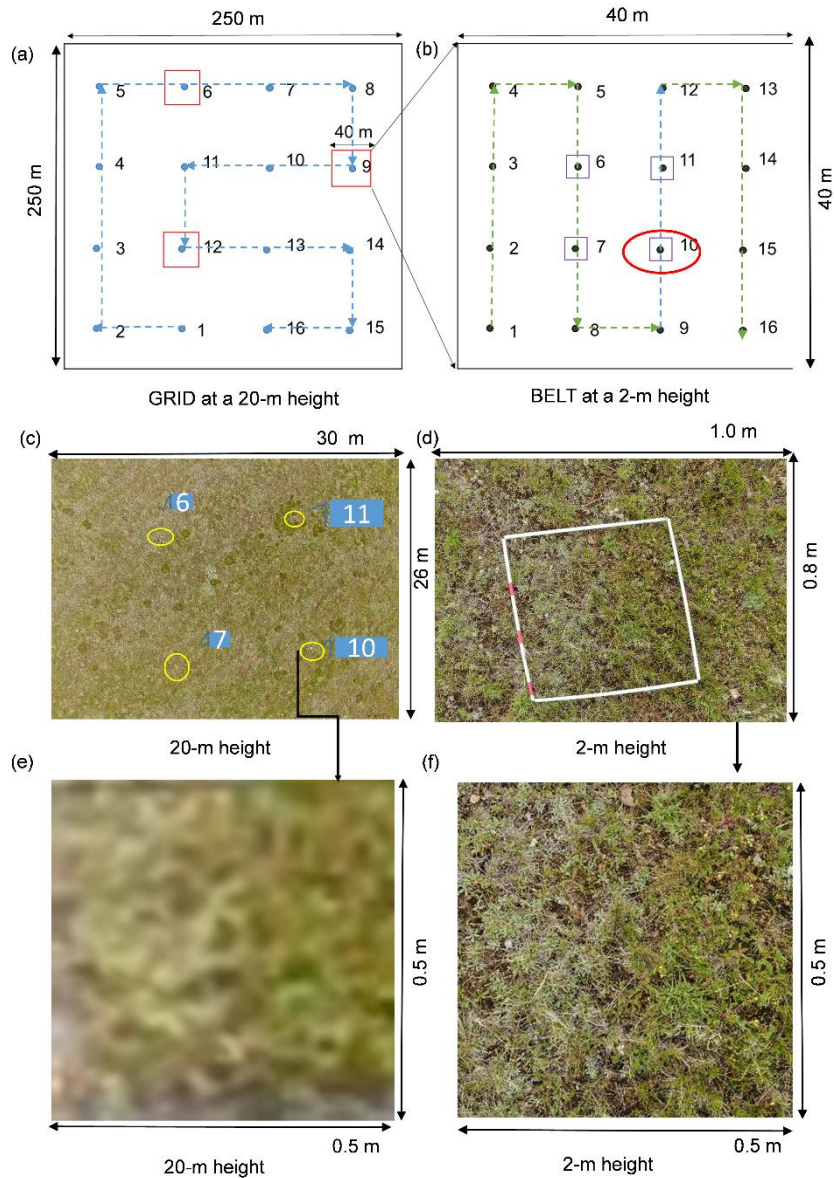 250 m
40 m
(a)
(b)
5
6
7
8
4
5
12
13
40 m
4
11
10
9
3
6
11
14
250 m
40 m
3
12
13
14
2
7
10
15
2
1
16
15
1
8
9
16
GRID at a 20-m height
BELT at a 2-m height
(c)
30 m
(d)
1.0 m
6
11
26 m
0.8 m
7
10
20-m height
2-m height
(e)
(f)
0.5 m
0.5 m
0.5 m
0.5 m
20-m height
2-m height